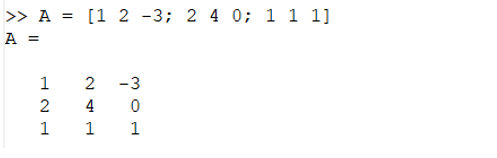 >> A = [1 2 -3; 2 4 0; 1 1 1]
A =
1 2 -3
2 4 0
1 1 1